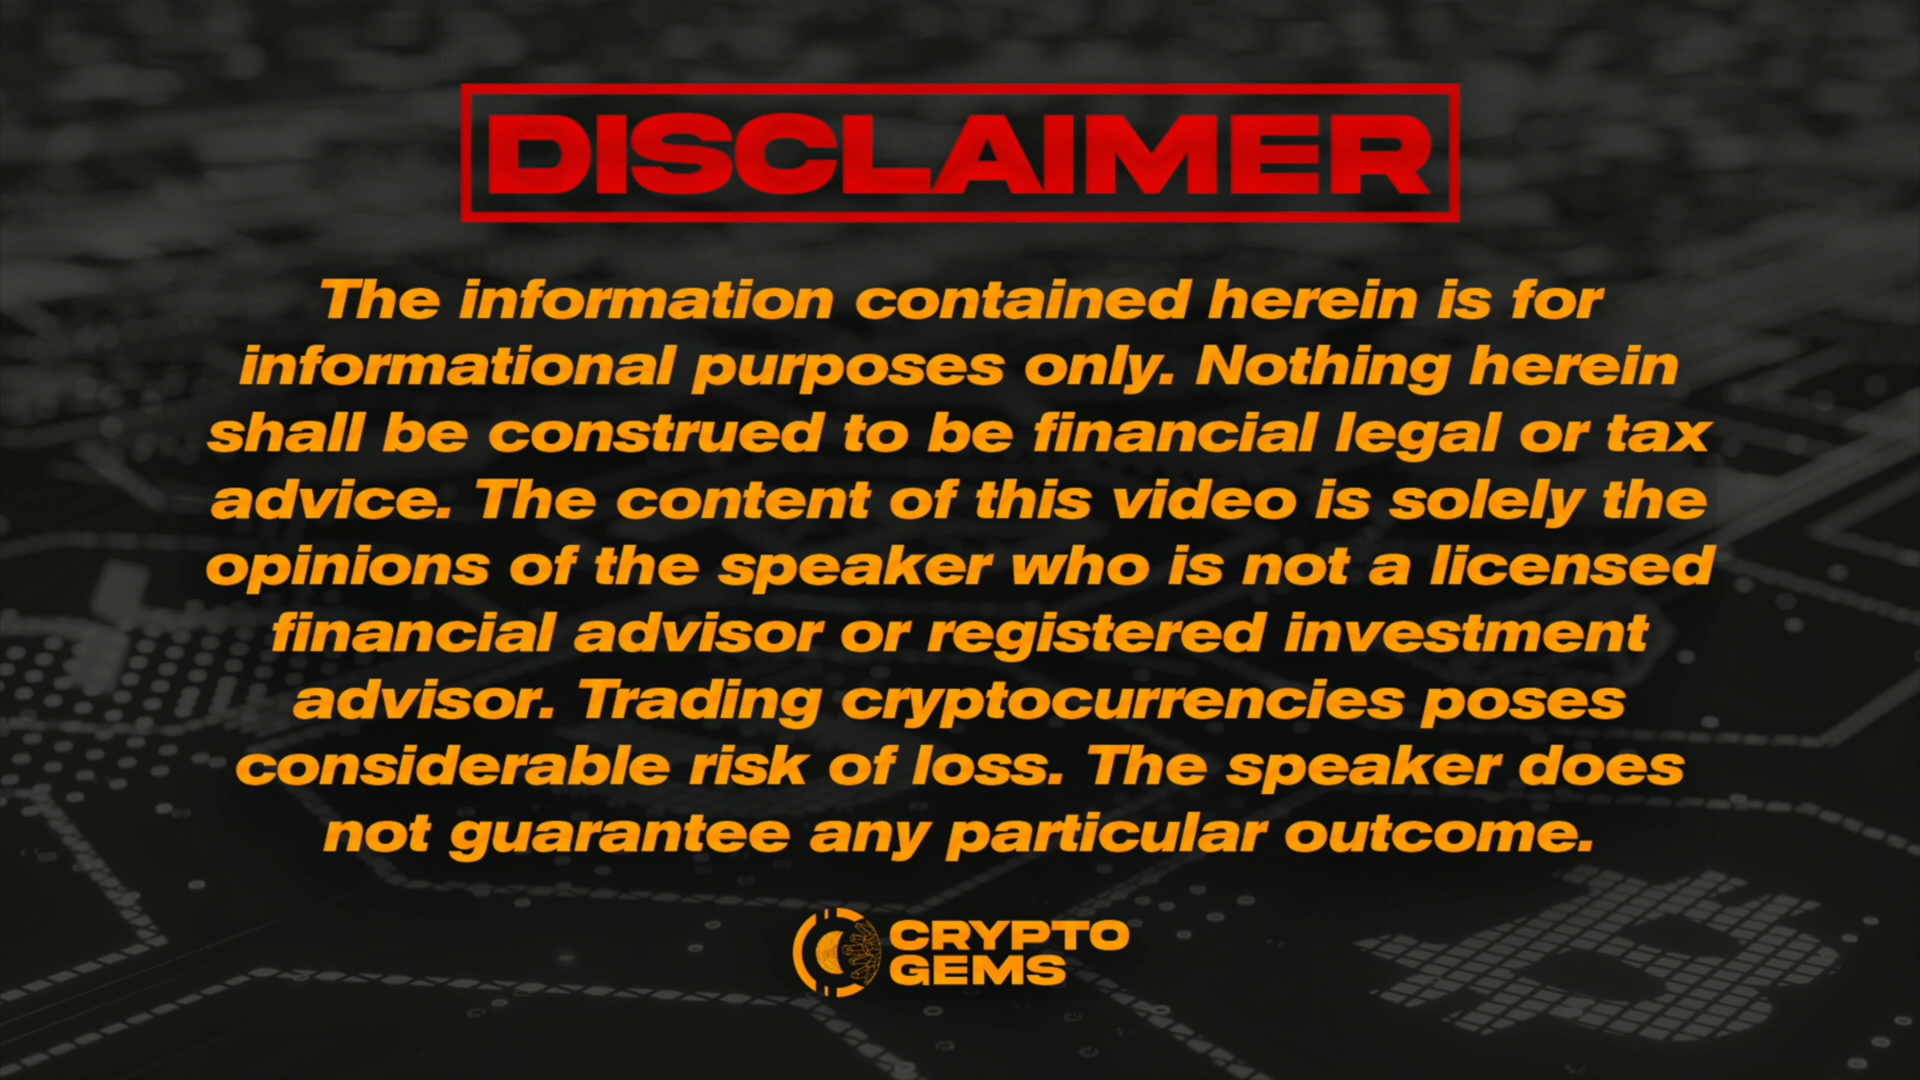 DISCLAIMER
The information contained herein is for
informational purposes only. Nothing herein
shall be construed to be financial legal or tax
advice. The content of this video is solely the
opinions of the speaker who is not a licensed
financial advisor or registered investment
advisor. Trading cryptocurrencies poses
considerable risk of loss. The speaker does
not guarantee any particular outcome.
CRYPTO
GEMS